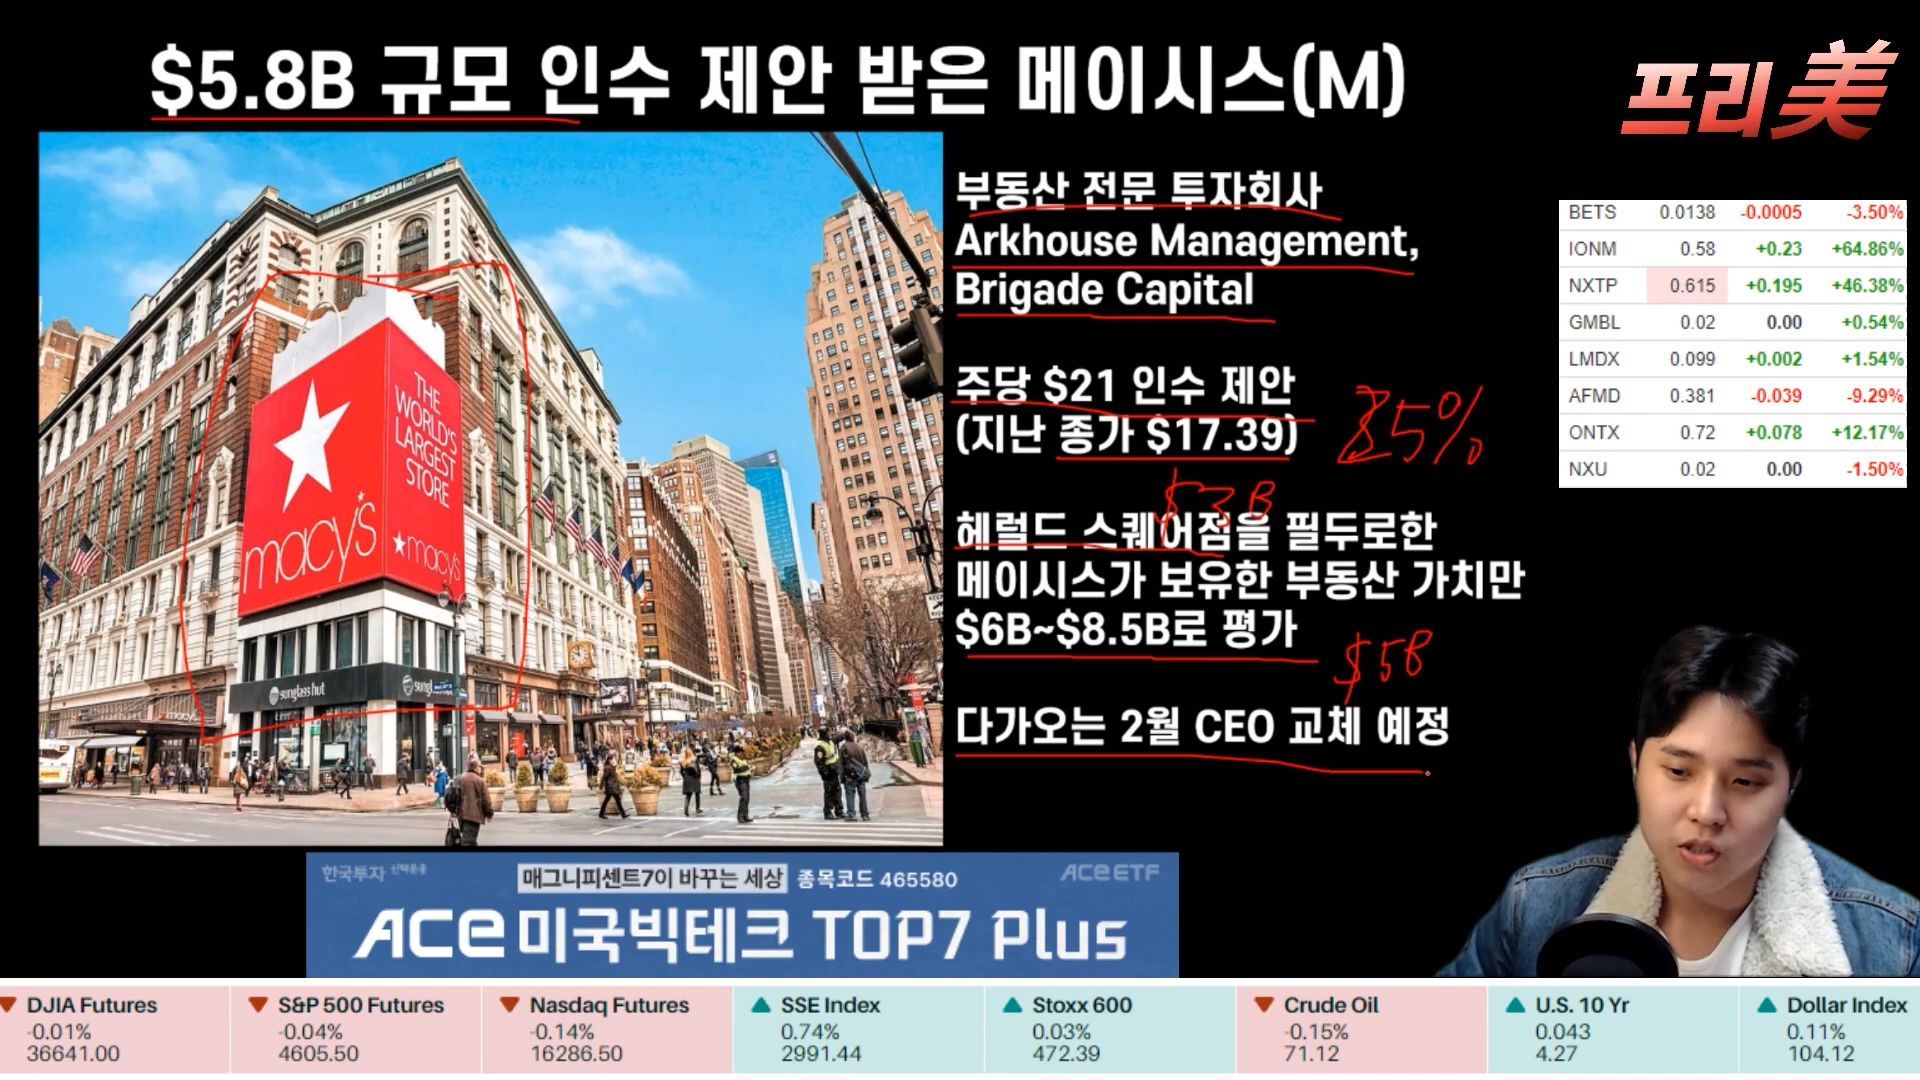 $5.8B 규모 인수 제안 받은 메이시스(M)
프리美
부동산 전문 투자회사
Arkhouse Management,
Brigade Capital
주당 $21 인수 제안
(지난 종가 $17.39)
$3B
헤럴드 스퀘어점을 필두로한
메이시스가 보유한 부동산 가치만
$6B~$8.5B로 평가
$5B
다가오는 2월 CEO 교체 예정
THE
WORLD'S
LARGEST
STORE
macy's
macy's
sunglass hut
sungl
macy's
BETS 0.0138 -0.0005 -3.50%
IONM 0.58 +0.23 +64.86%
NXTP 0.615 +0.195 +46.38%
GMBL 0.02 0.00 +0.54%
LMDX 0.099 +0.002 +1.54%
AFMD 0.381 -0.039 -9.29%
ONTX 0.72 +0.078 +12.17%
NXU 0.02 0.00 -1.50%
한국투자 신탁운용
매그니피센트7이 바꾸는 세상 종목코드 465580
ACE ETF
ACE 미국빅테크 TOP7 Plus
DJIA Futures
-0.01%
36641.00
S&P 500 Futures
-0.04%
4605.50
Nasdaq Futures
-0.14%
16286.50
SSE Index
0.74%
2991.44
Stoxx 600
0.03%
472.39
Crude Oil
-0.15%
71.12
U.S. 10 Yr
0.043
4.27
Dollar Index
0.11%
104.12